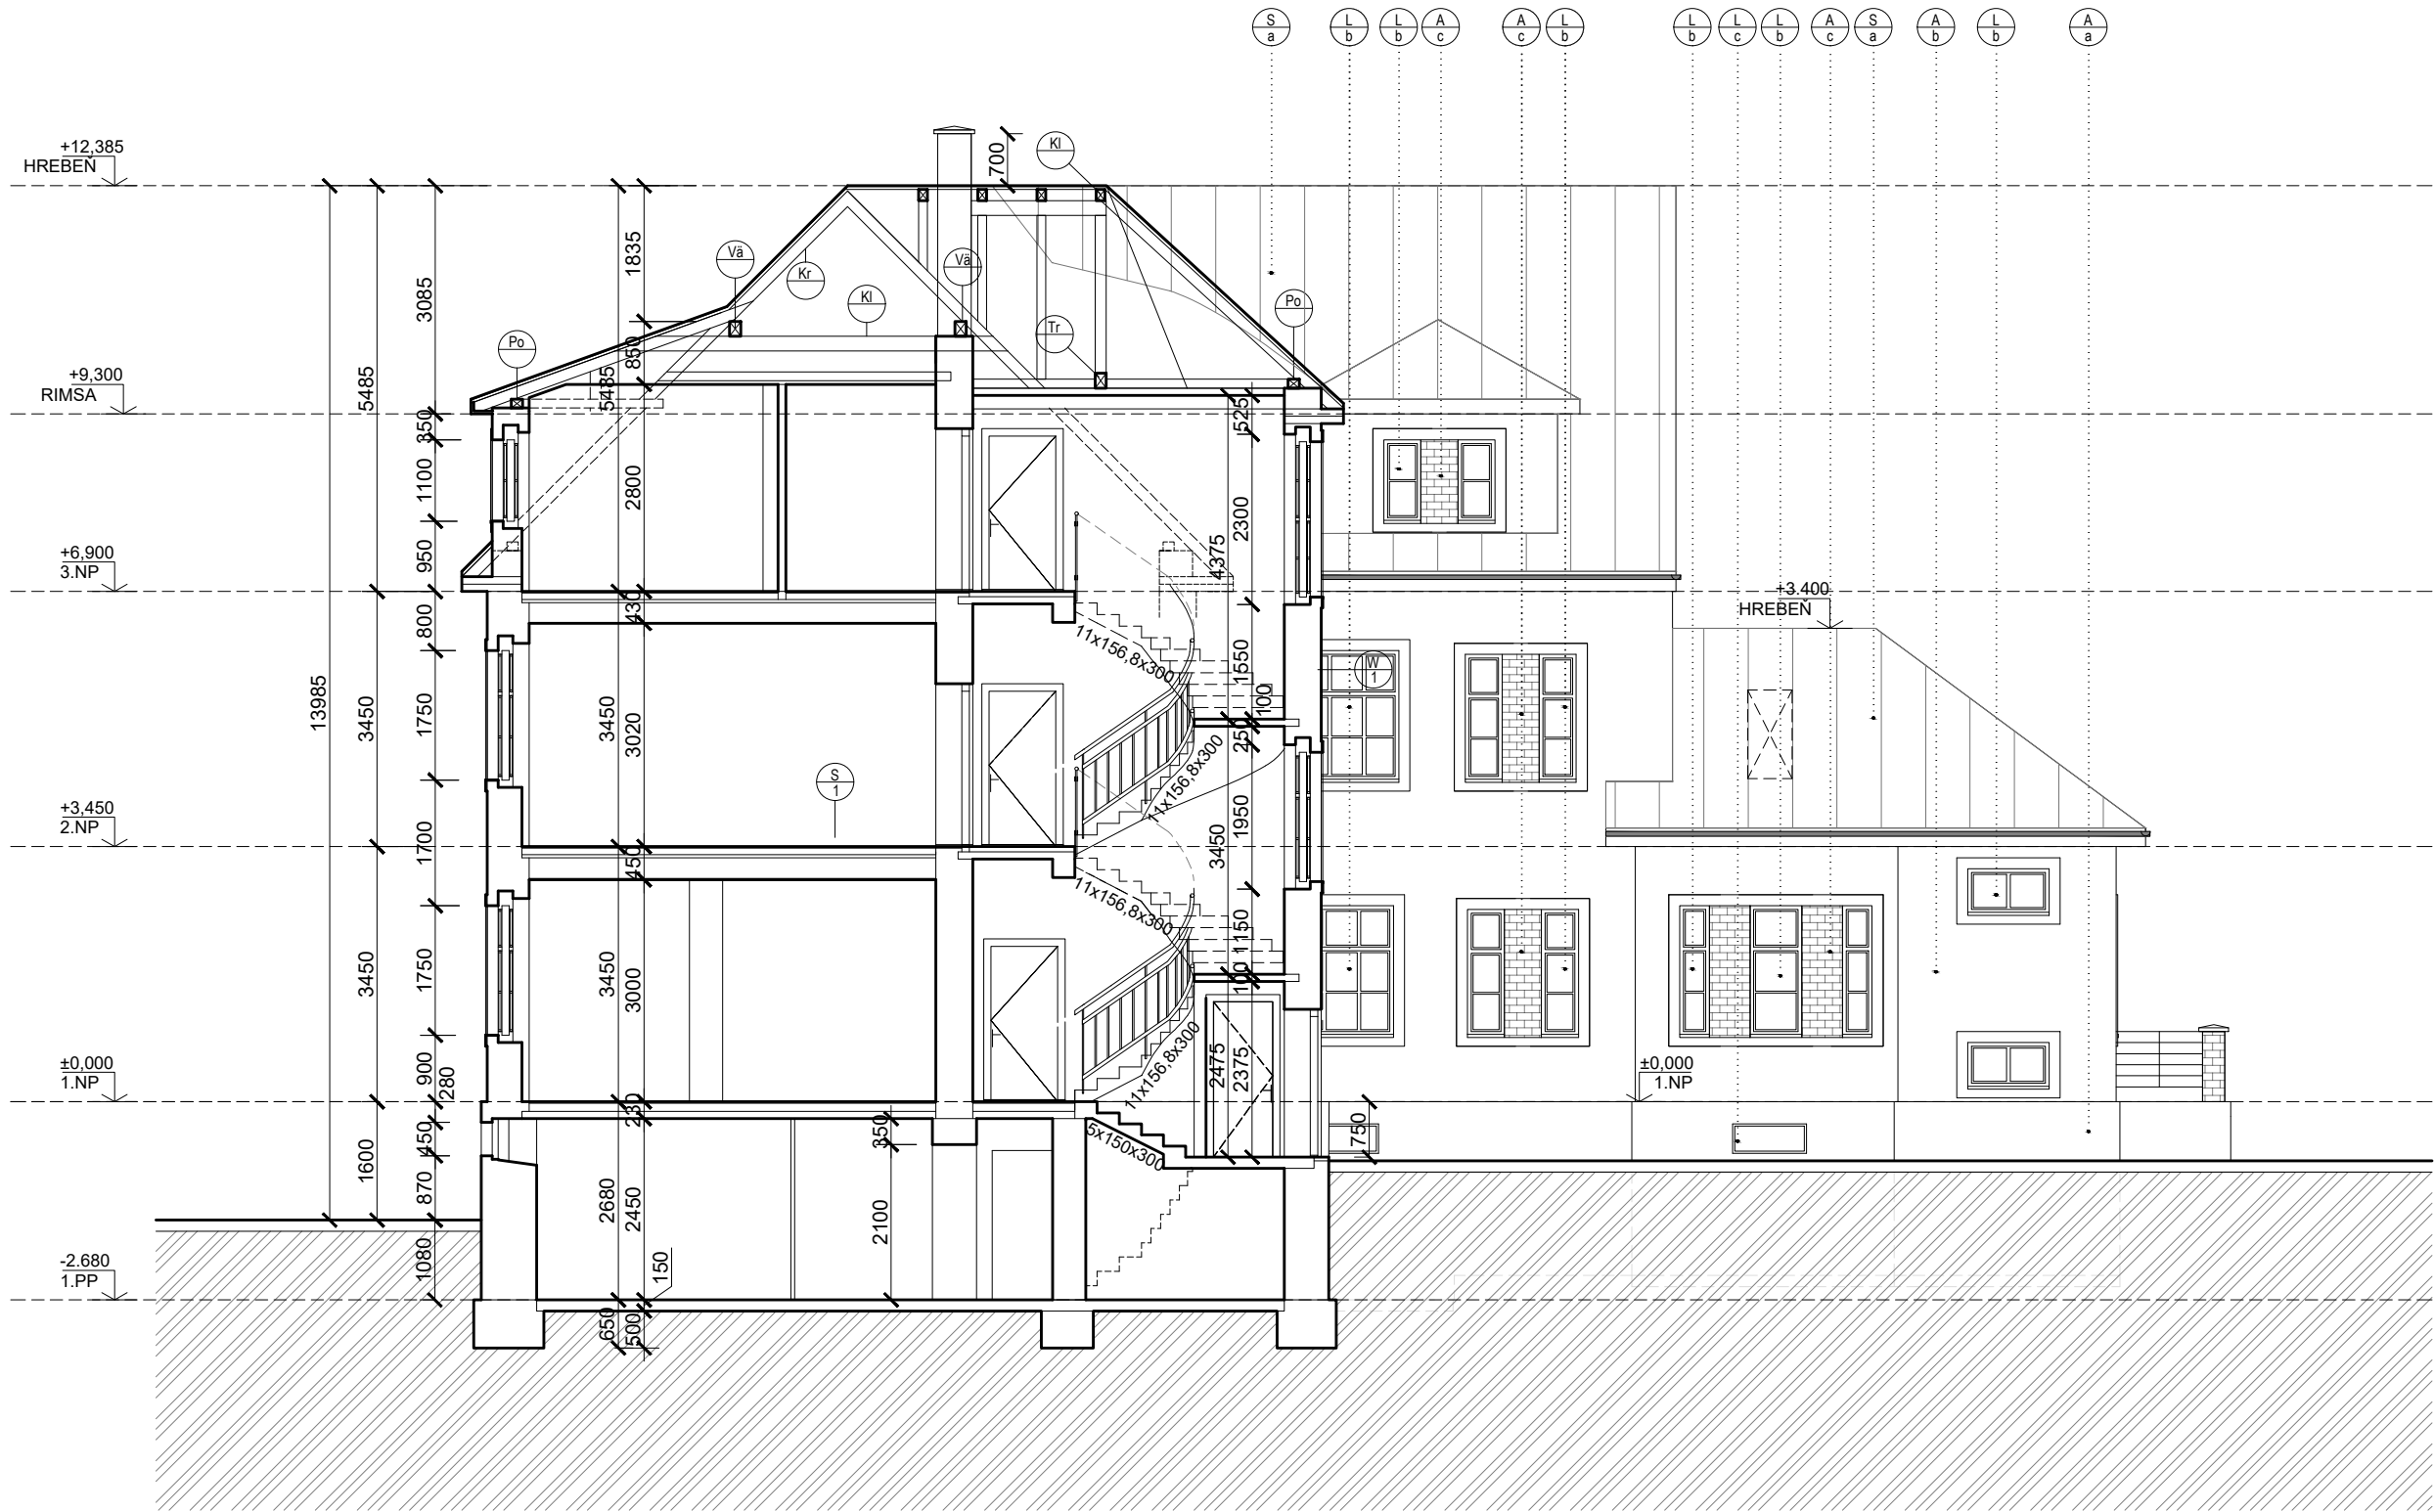 S a
L b
L b
A c
A c
L b
L b
L c
L b
A c
S a
A b
L b
A a
+12,385
HREBEŇ
700
Kl
1835
Vä
Vä
Kr
Kl
Po
Tr
Po
3085
5485
5485
850
+9,300
RIMSA
350
525
1100
2800
2300
4375
950
+6,900
3.NP
430
+3.400
HREBEŇ
800
11x156,8x300
1550
W 1
100
13985
3450
1750
3450
3020
250
11x156,8x300
S 1
+3,450
2.NP
1700
450
3450
1950
11x156,8x300
1150
100
3450
1750
3450
3000
2475
2375
11x156,8x300
±0,000
1.NP
900
280
±0,000
1.NP
230
350
5x150x300
750
450
1600
870
2680
2450
2100
1080
-2.680
1.PP
150
650
500